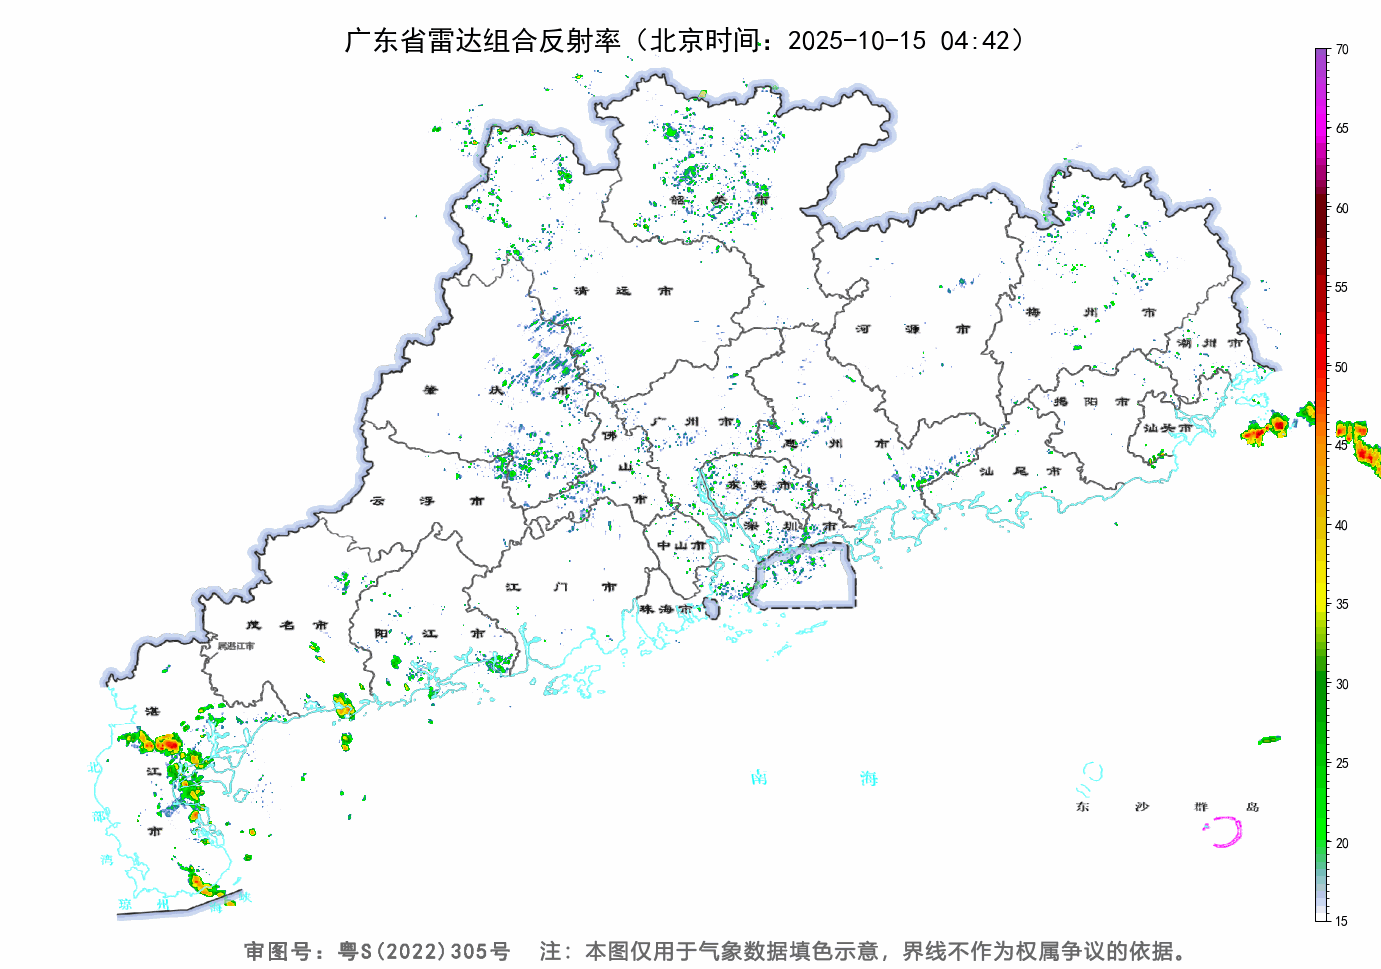 广东省雷达组合反射率（北京时间：2025-10-15 04:42）
70
65
60
55
50
45
40
35
30
25
20
15
韶 关 市
清 远 市
梅 州 市
河 源 市
潮 州 市
肇 庆 市
揭 阳 市
广 州 市
佛 山 市
惠 州 市
汕头市
汕 尾 市
东 莞 市
云 浮 市
深 圳 市
中山市
江 门 市
珠海市
茂 名 市
阳 江 市
属湛江市
湛 江 市
北 部 湾
南 海
东 沙 群 岛
琼 州 海 峡
审图号：粤S(2022)305号 注：本图仅用于气象数据填色示意，界线不作为权属争议的依据。